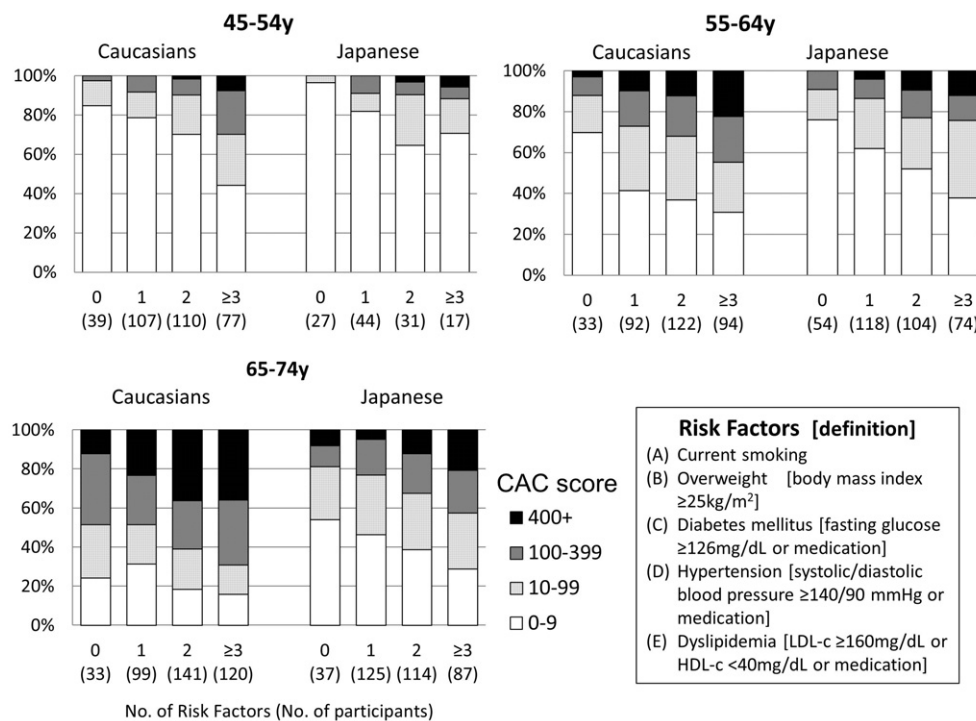 45-54y
Caucasians Japanese
100%
80%
60%
40%
20%
0%
0 1 2 ≥3 0 1 2 ≥3
(39) (107) (110) (77) (27) (44) (31) (17)
55-64y
Caucasians Japanese
100%
80%
60%
40%
20%
0%
0 1 2 ≥3 0 1 2 ≥3
(33) (92) (122) (94) (54) (118) (104) (74)
65-74y
Caucasians Japanese
100%
80%
60%
40%
20%
0%
0 1 2 ≥3 0 1 2 ≥3
(33) (99) (141) (120) (37) (125) (114) (87)
No. of Risk Factors (No. of participants)
CAC score
400+
100-399
10-99
0-9
Risk Factors [definition]
(A) Current smoking
(B) Overweight [body mass index
≥25kg/m²]
(C) Diabetes mellitus [fasting glucose
≥126mg/dL or medication]
(D) Hypertension [systolic/diastolic
blood pressure ≥140/90 mmHg or
medication]
(E) Dyslipidemia [LDL-c ≥160mg/dL or
HDL-c <40mg/dL or medication]